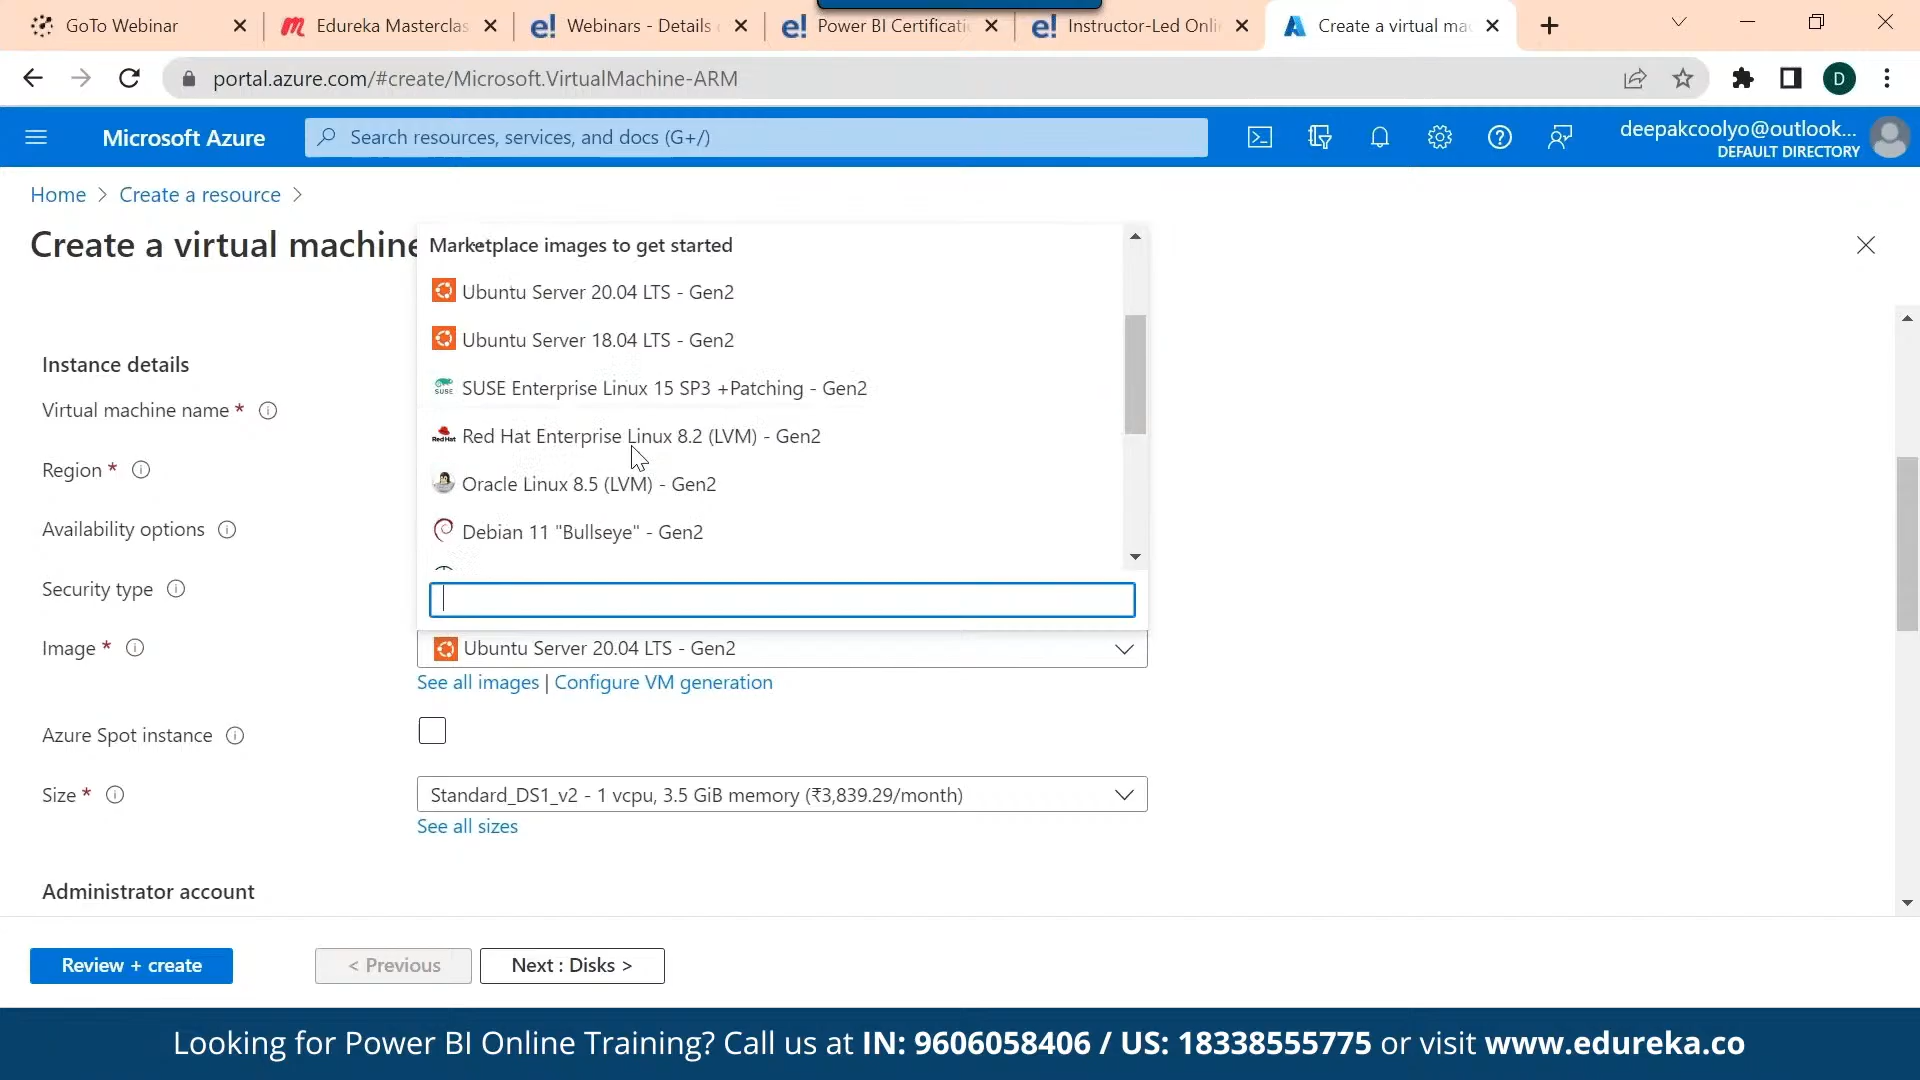 GoTo Webinar
Edureka Masterclas
e! Webinars - Details
e! Power BI Certificati
e! Instructor-Led Onli
Create a virtual ma
portal.azure.com/#create/Microsoft.VirtualMachine-ARM
D
Microsoft Azure
Search resources, services, and docs (G+/)
deepakcoolyo@outlook...
DEFAULT DIRECTORY
Home > Create a resource >
Create a virtual machine
Marketplace images to get started
Ubuntu Server 20.04 LTS - Gen2
Ubuntu Server 18.04 LTS - Gen2
SUSE Enterprise Linux 15 SP3 +Patching - Gen2
Red Hat Enterprise Linux 8.2 (LVM) - Gen2
Oracle Linux 8.5 (LVM) - Gen2
Debian 11 "Bullseye" - Gen2
Instance details
Virtual machine name *
Region *
Availability options
Security type
Image *
Ubuntu Server 20.04 LTS - Gen2
See all images | Configure VM generation
Azure Spot instance
Size *
Standard_DS1_v2 - 1 vcpu, 3.5 GiB memory (₹3,839.29/month)
See all sizes
Administrator account
Review + create
< Previous
Next : Disks >
Looking for Power BI Online Training? Call us at IN: 9606058406 / US: 18338555775 or visit www.edureka.co